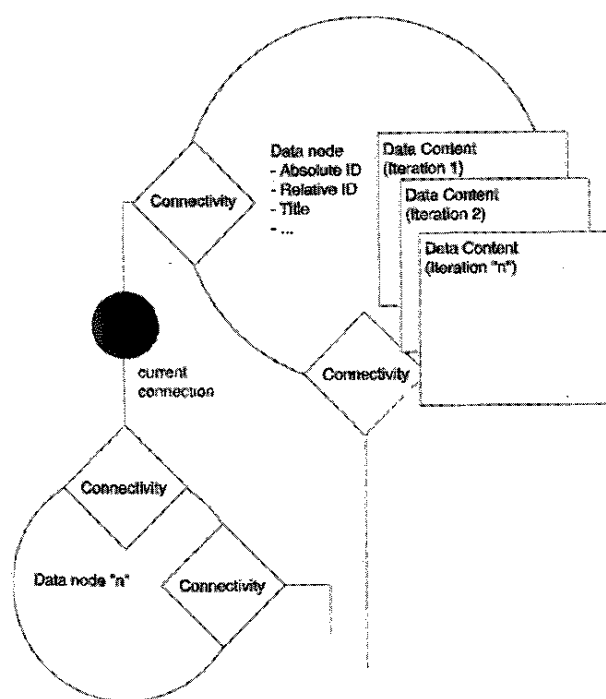 Data node
- Absolute ID
- Relative ID
- Title
- ...
Data Content
(Iteration 1)
Data Content
(Iteration 2)
Data Content
(Iteration "n")
Connectivity
Connectivity
current
connection
Connectivity
Data node "n"
Connectivity